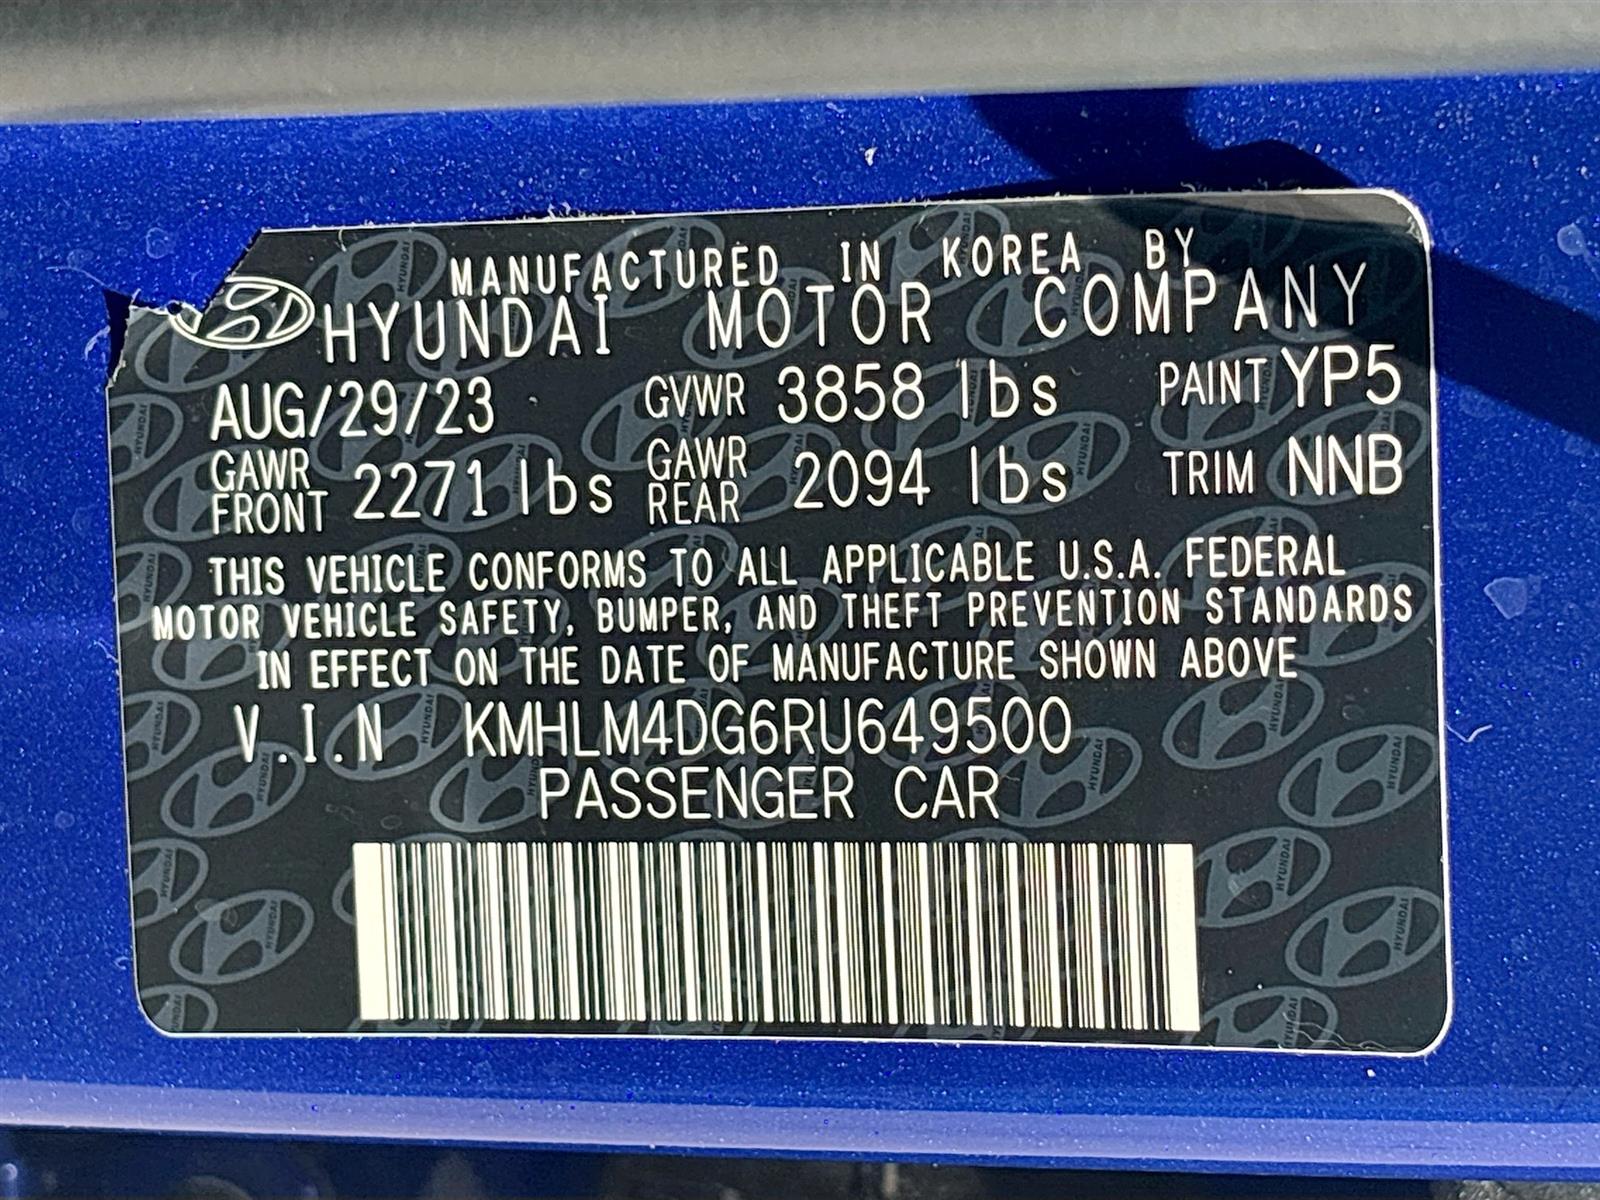 MANUFACTURED IN KOREA BY
HYUNDAI MOTOR COMPANY
AUG/29/23 GVWR 3858 lbs PAINT YP5
GAWR FRONT 2271 lbs GAWR REAR 2094 lbs TRIM NNB
THIS VEHICLE CONFORMS TO ALL APPLICABLE U.S.A. FEDERAL
MOTOR VEHICLE SAFETY, BUMPER, AND THEFT PREVENTION STANDARDS
IN EFFECT ON THE DATE OF MANUFACTURE SHOWN ABOVE
V.I.N KMHLM4DG6RU649500
PASSENGER CAR